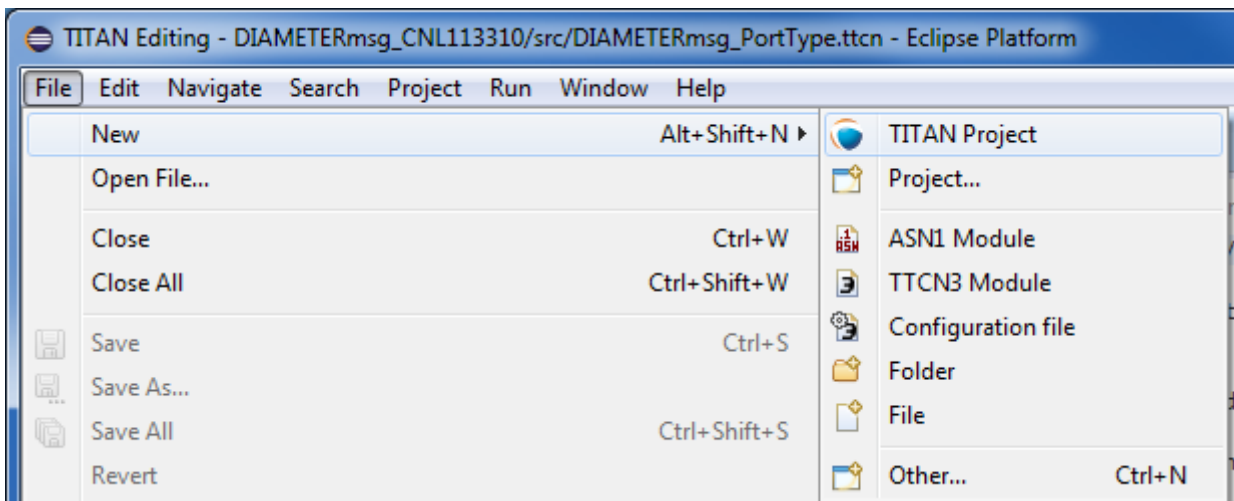 TITAN Editing - DIAMETERmsg_CNL113310/src/DIAMETERmsg_PortType.ttcn - Eclipse Platform
File Edit Navigate Search Project Run Window Help
New Alt+Shift+N
Open File...
Close Ctrl+W
Close All Ctrl+Shift+W
Save Ctrl+S
Save As...
Save All Ctrl+Shift+S
Revert
TITAN Project
Project...
ASN1 Module
TTCN3 Module
Configuration file
Folder
File
Other... Ctrl+N